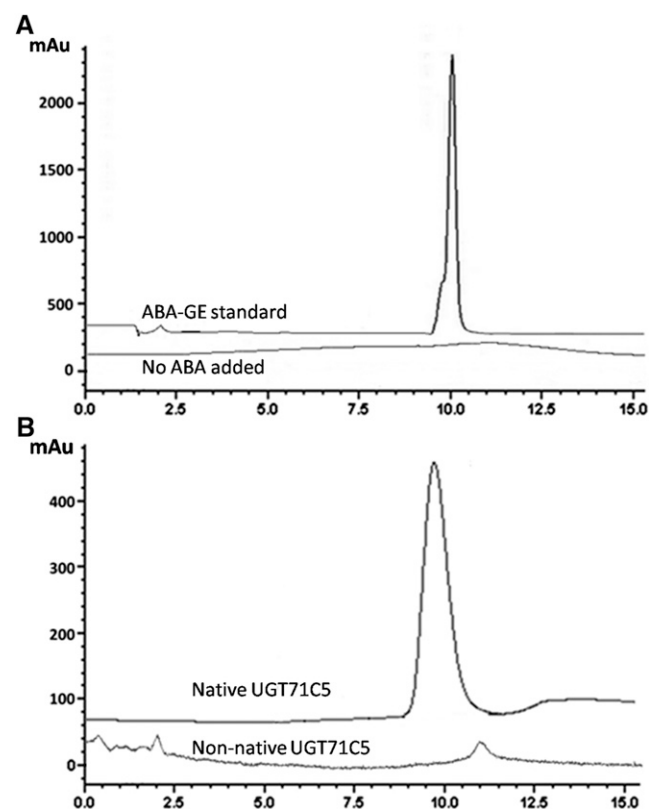 A
mAu
2000
1500
1000
500
0
ABA-GE standard
No ABA added
0.0 2.5 5.0 7.5 10.0 12.5 15.0
B
mAu
400
300
200
100
0
Native UGT71C5
Non-native UGT71C5
0.0 2.5 5.0 7.5 10.0 12.5 15.0